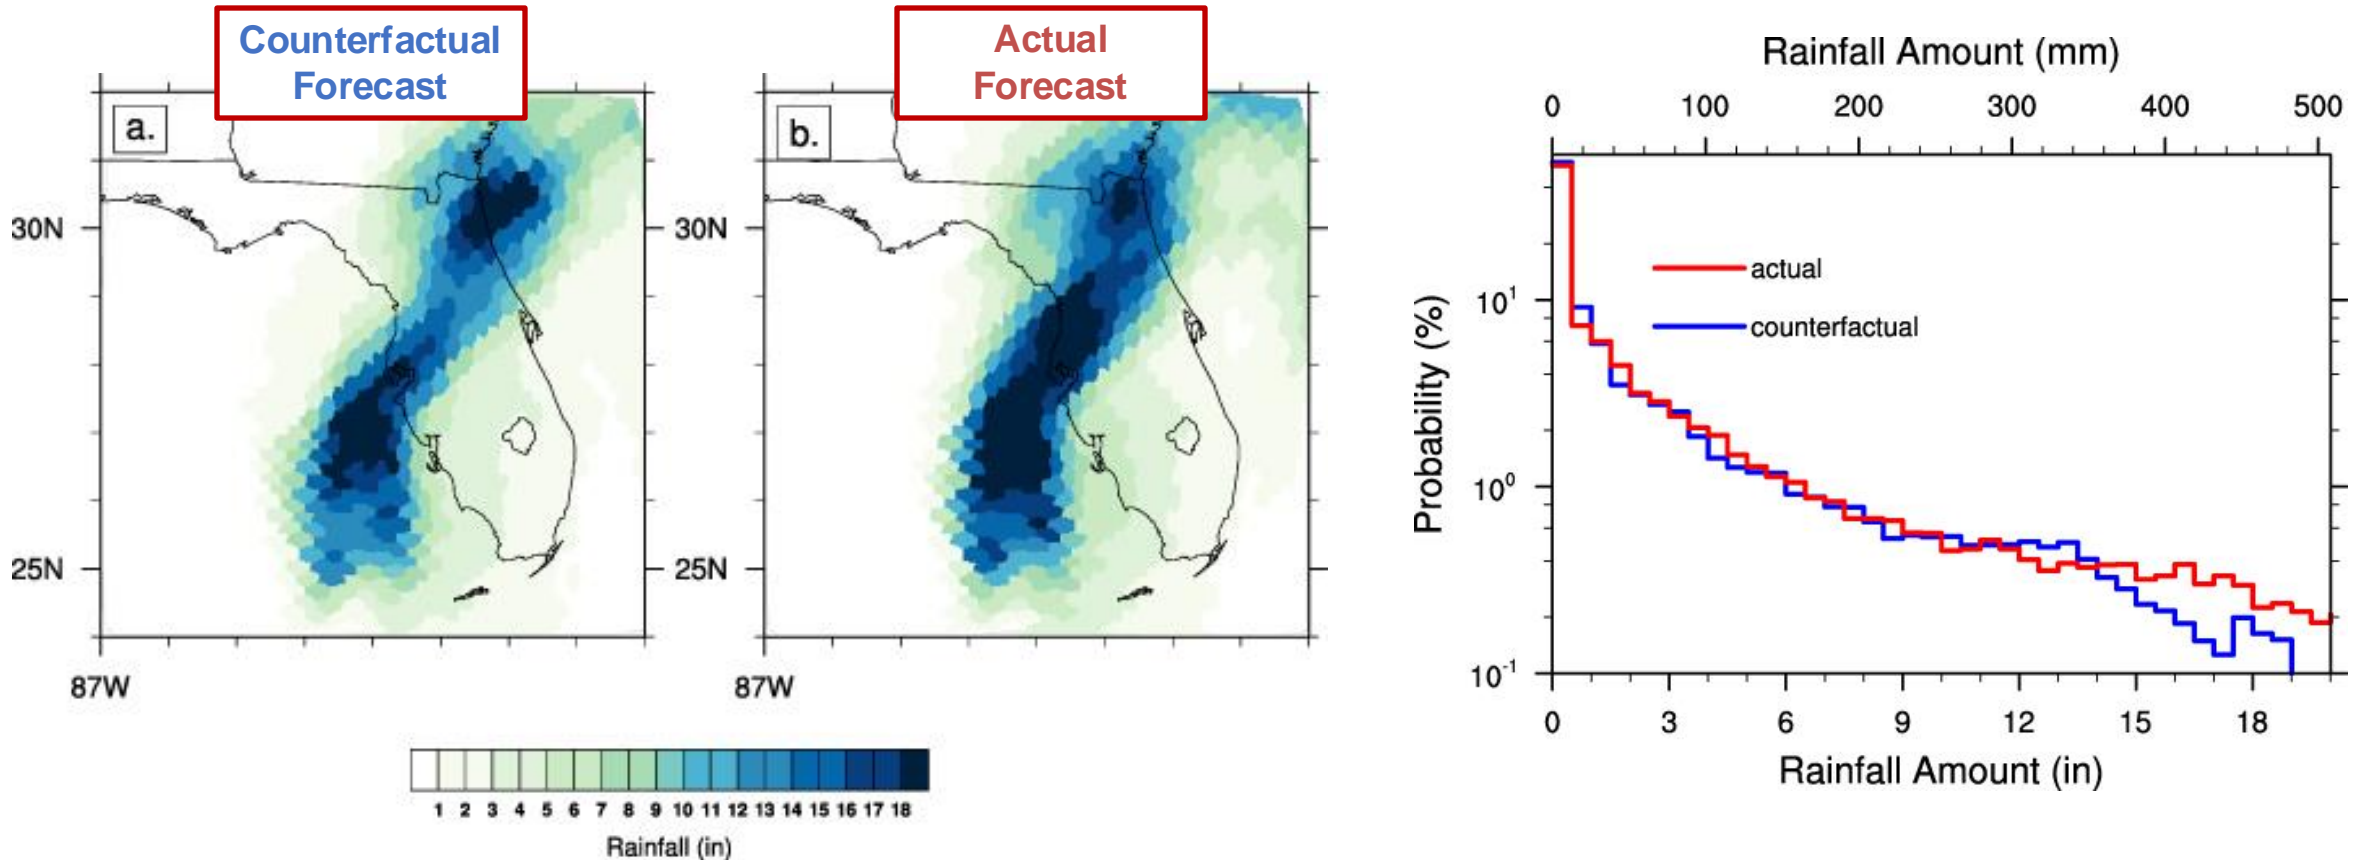 Counterfactual
Forecast
a.
30N
25N
87W
Actual
Forecast
b.
30N
25N
87W
1 2 3 4 5 6 7 8 9 10 11 12 13 14 15 16 17 18
Rainfall (in)
Rainfall Amount (mm)
0 100 200 300 400 500
actual
counterfactual
Probability (%)
10¹
10⁰
10⁻¹
0 3 6 9 12 15 18
Rainfall Amount (in)